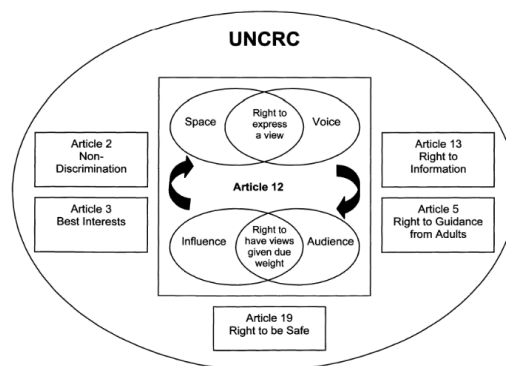 UNCRC
Space
Right to
express
a view
Voice
Article 2
Non-
Discrimination
Article 13
Right to
Information
Article 12
Article 3
Best Interests
Article 5
Right to Guidance
from Adults
Influence
Right to
have views
given due
weight
Audience
Article 19
Right to be Safe